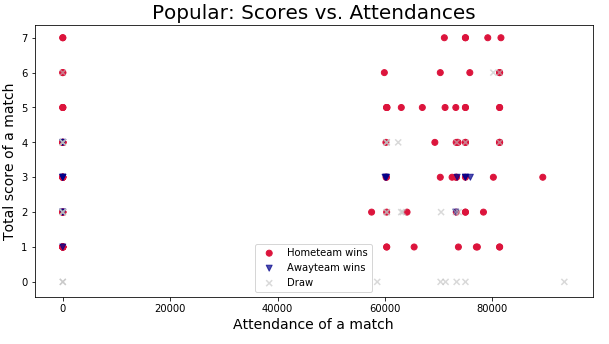 Popular: Scores vs. Attendances
Total score of a match
7
6
5
4
3
2
1
0
Hometeam wins
Awayteam wins
Draw
0 20000 40000 60000 80000
Attendance of a match